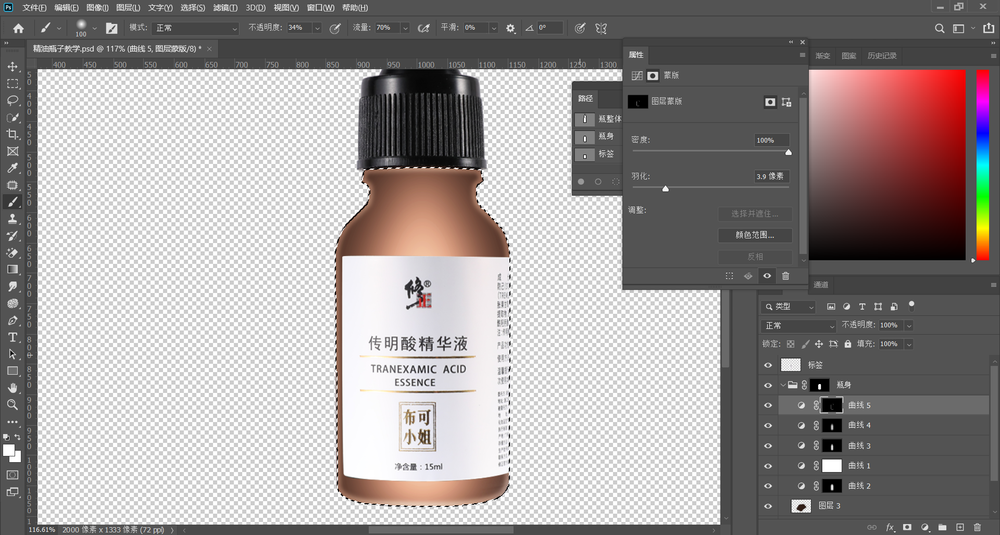 Ps 文件(F) 编辑(E) 图像(I) 图层(L) 文字(Y) 选择(S) 滤镜(T) 3D(D) 视图(V) 窗口(W) 帮助(H)
100 模式: 正常 不透明度: 34% 流量: 70% 平滑: 0% 0°
精油瓶子教学.psd @ 117% (曲线 5, 图层蒙版/8) * ×
400 450 500 550 600 650 700 750 800 850 900 950 1000 1050 1100 1150 1200 1250 1300
属性
渐变 图案 历史记录
蒙版
图层蒙版
路径
瓶整体
瓶身
标签
密度: 100%
羽化: 3.9 像素
调整:
选择并遮住...
颜色范围...
反相
修®
传明酸精华液
TRANEXAMIC ACID
ESSENCE
布可
小姐
净含量：15ml
通道
类型
正常 不透明度: 100%
锁定: 填充: 100%
标签
瓶身
曲线 5
曲线 4
曲线 3
曲线 1
曲线 2
图层 3
fx
116.61% 2000 像素 x 1333 像素 (72 ppi)